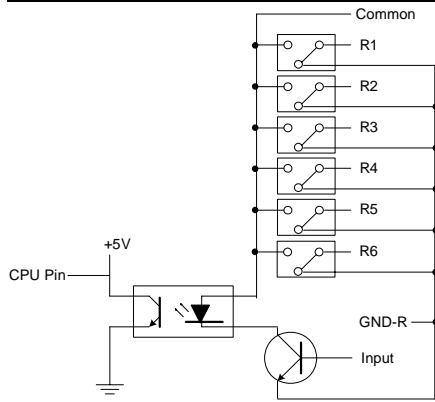 Common
R1
R2
R3
R4
R5
R6
+5V
CPU Pin
GND-R
Input